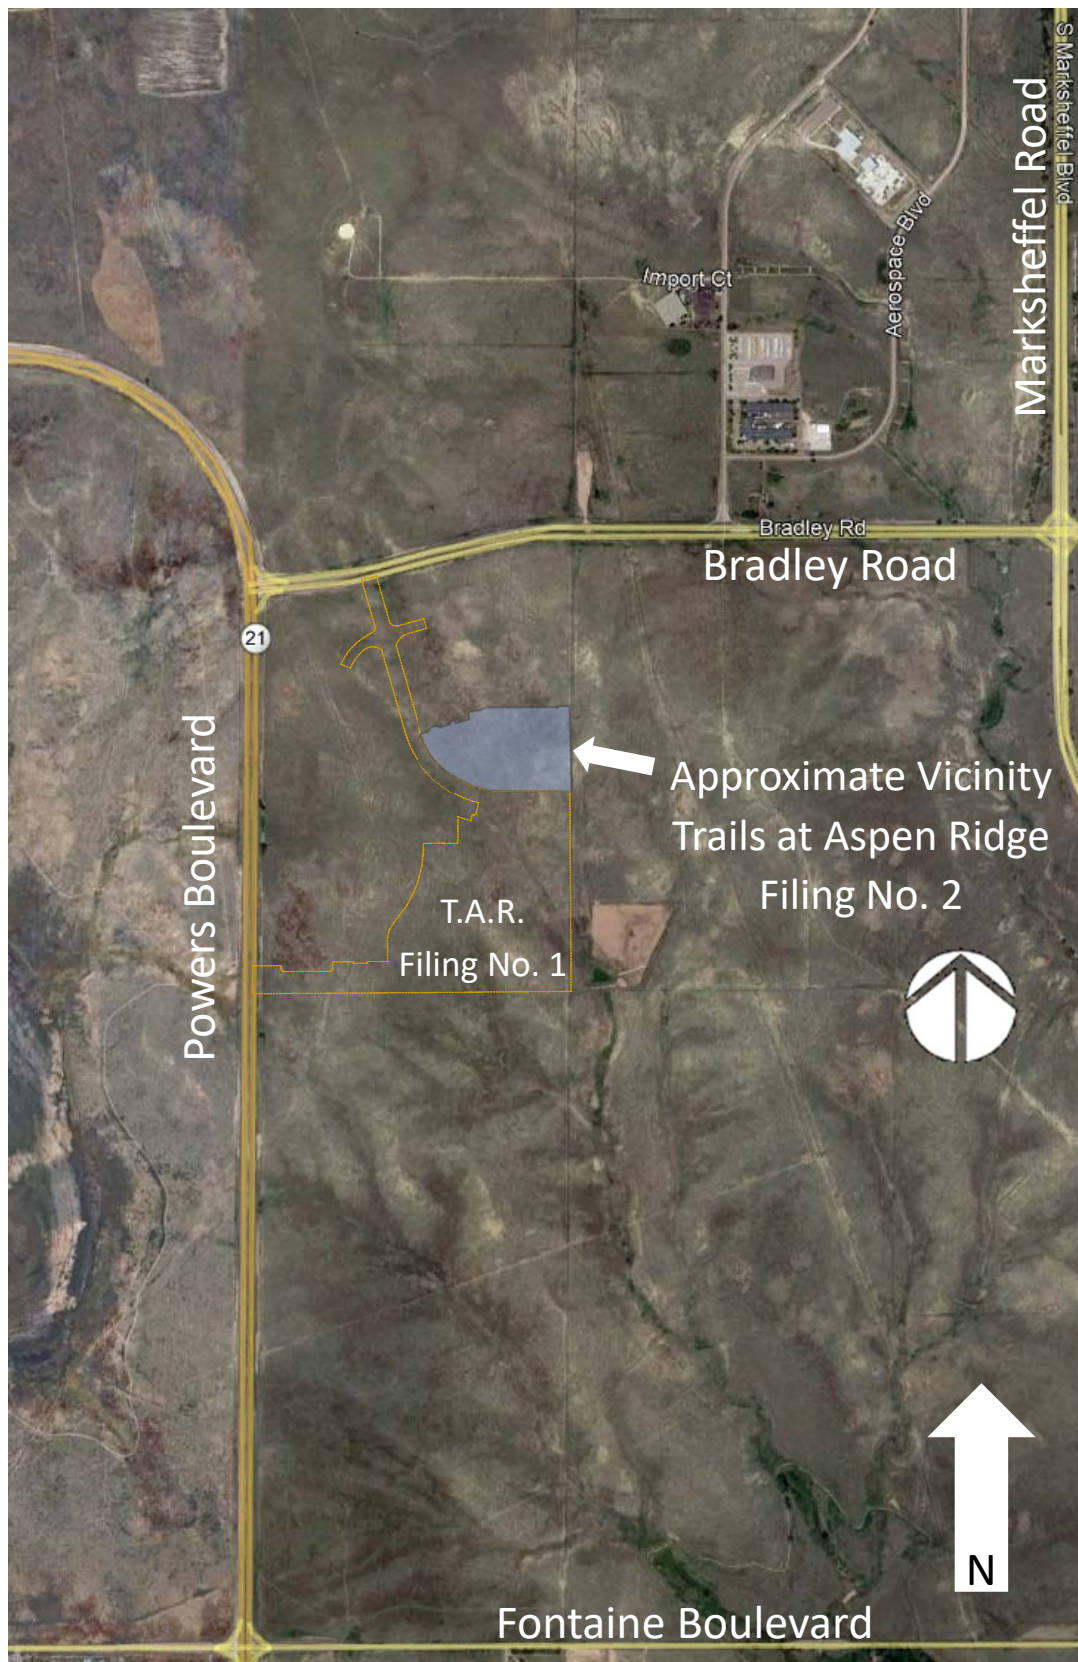 S Marksheffel Blvd
Marksheffel Road
Aerospace Blvd
Import Ct
Bradley Rd
Bradley Road
21
Powers Boulevard
Approximate Vicinity
Trails at Aspen Ridge
Filing No. 2
T.A.R.
Filing No. 1
N
Fontaine Boulevard